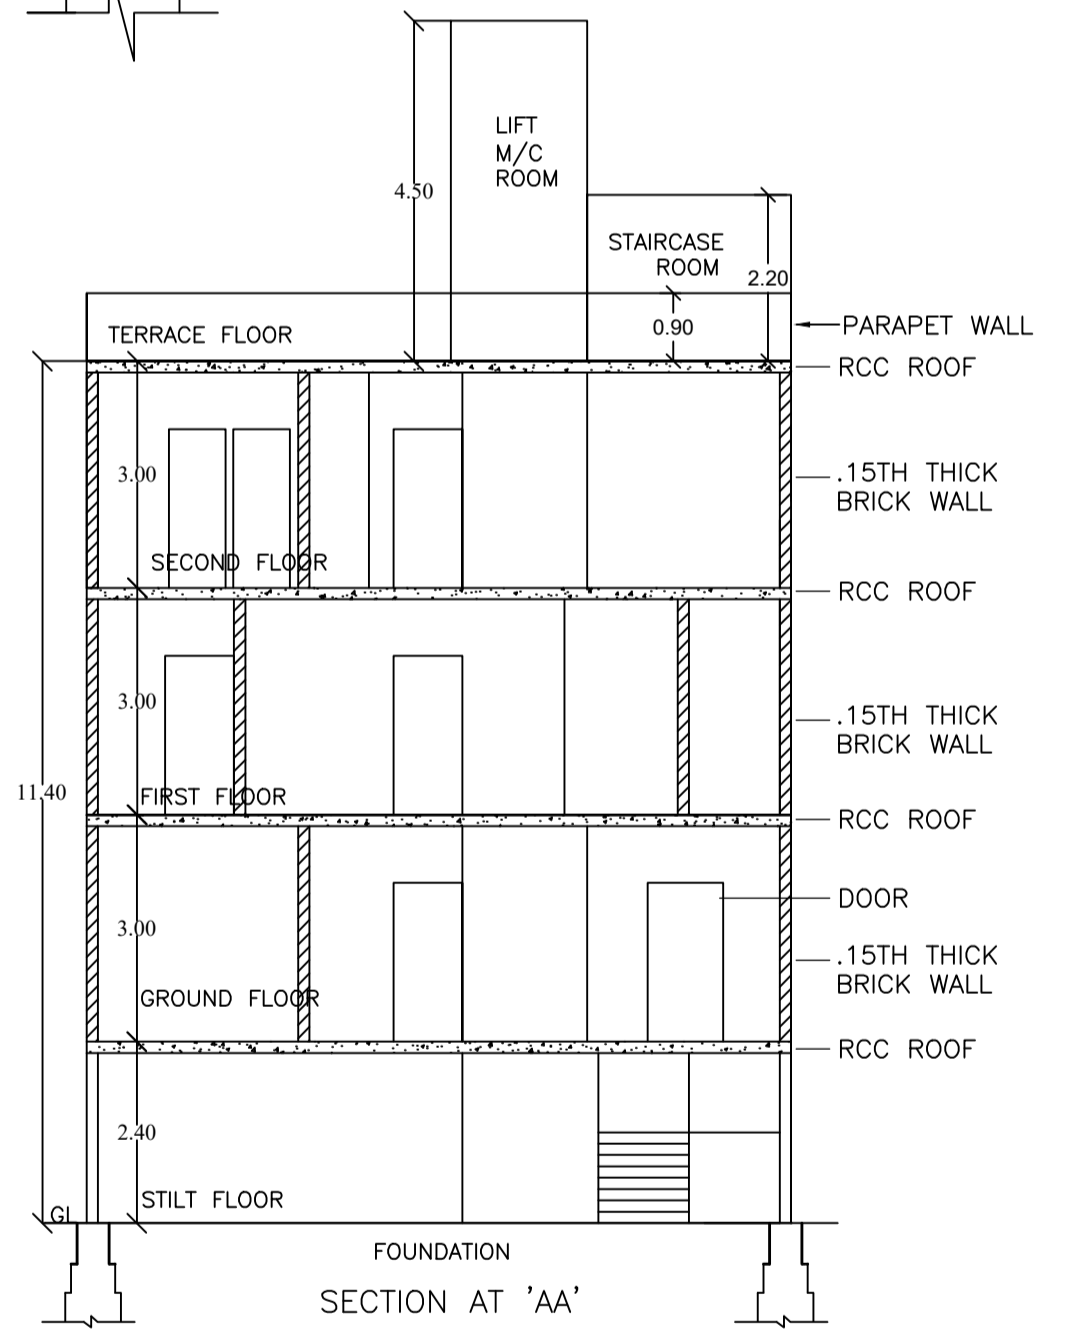 LIFT
M/C
ROOM
4.50
STAIRCASE
ROOM
2.20
0.90
TERRACE FLOOR
PARAPET WALL
RCC ROOF
3.00
.15TH THICK
BRICK WALL
SECOND FLOOR
RCC ROOF
3.00
.15TH THICK
BRICK WALL
11.40
FIRST FLOOR
RCC ROOF
DOOR
3.00
.15TH THICK
BRICK WALL
GROUND FLOOR
RCC ROOF
2.40
STILT FLOOR
GL
FOUNDATION
SECTION AT 'AA'